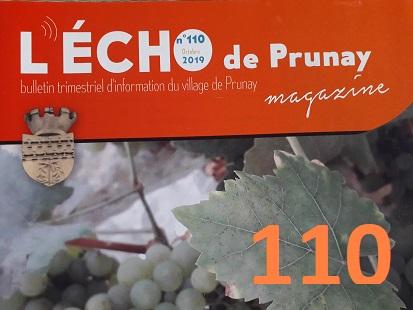 L'ÉCHO de Prunay
n°110
Octobre
2019
bulletin trimestriel d'information du village de Prunay
magazine
110